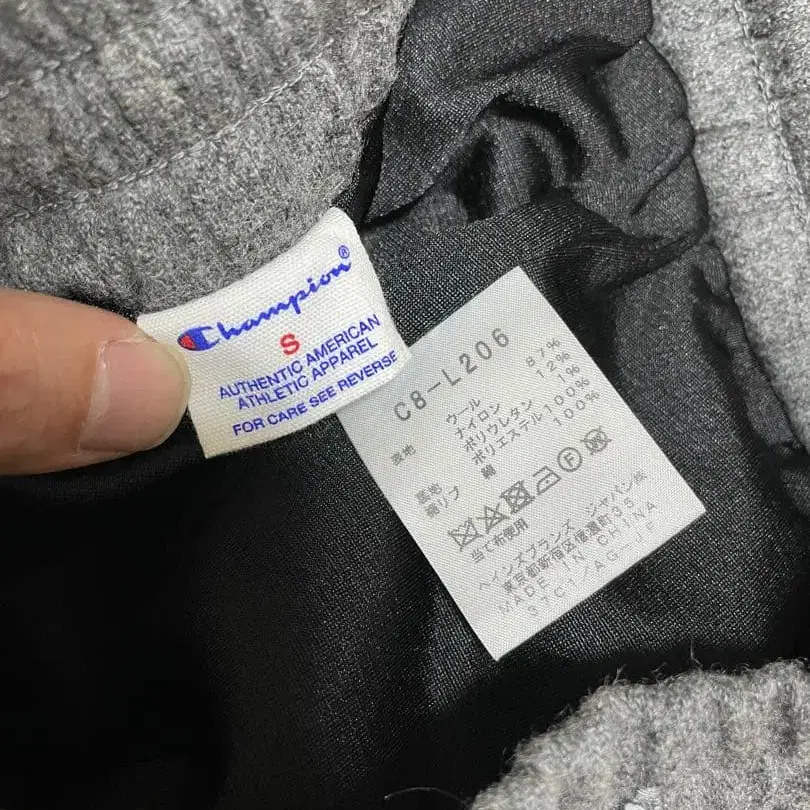 Champion®
S
AUTHENTIC AMERICAN
ATHLETIC APPAREL
FOR CARE SEE REVERSE
C8-L206
表地 ウール 87%
ナイロン 12%
ポリウレタン 1%
裏地 ポリエステル 100%
綿リブ 綿 100%
当て布使用
ヘインズブランズ ジャパン㈱
東京都新宿区信濃町35
MADE IN CHINA
37C1/AG-JF